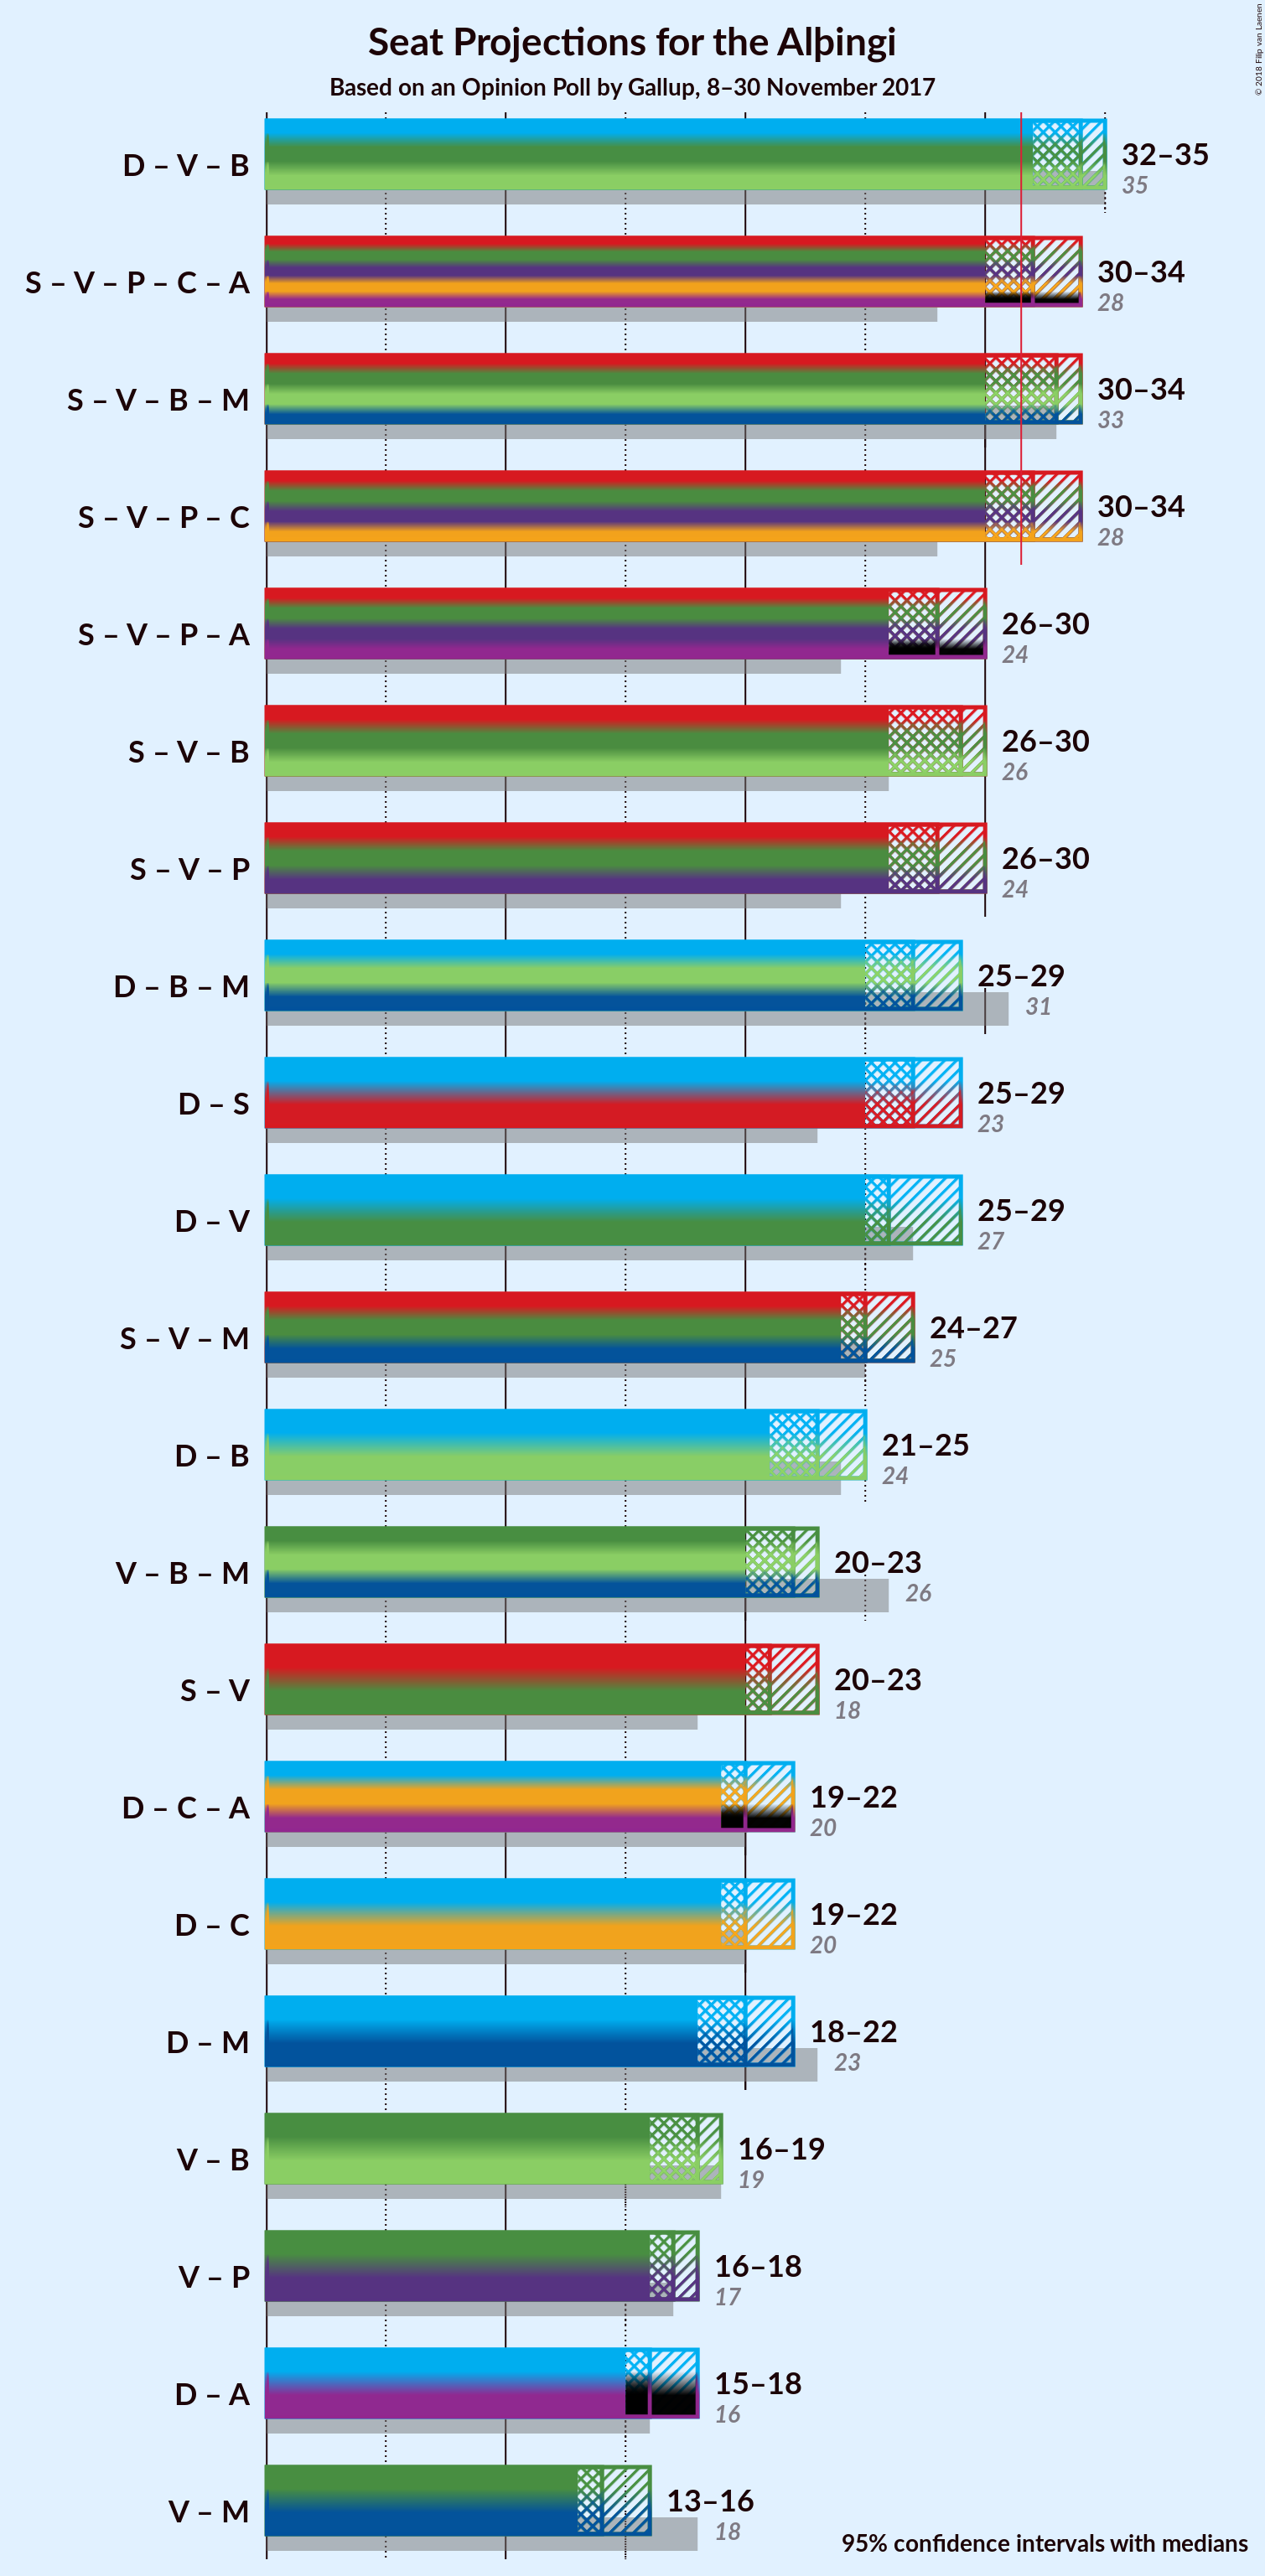 Seat Projections for the Alþingi
Based on an Opinion Poll by Gallup, 8–30 November 2017
© 2018 Filip van Laenen
D – V – B
32–35
35
S – V – P – C – A
30–34
28
S – V – B – M
30–34
33
S – V – P – C
30–34
28
S – V – P – A
26–30
24
S – V – B
26–30
26
S – V – P
26–30
24
D – B – M
25–29
31
D – S
25–29
23
D – V
25–29
27
S – V – M
24–27
25
D – B
21–25
24
V – B – M
20–23
26
S – V
20–23
18
D – C – A
19–22
20
D – C
19–22
20
D – M
18–22
23
V – B
16–19
19
V – P
16–18
17
D – A
15–18
16
V – M
13–16
18
95% confidence intervals with medians